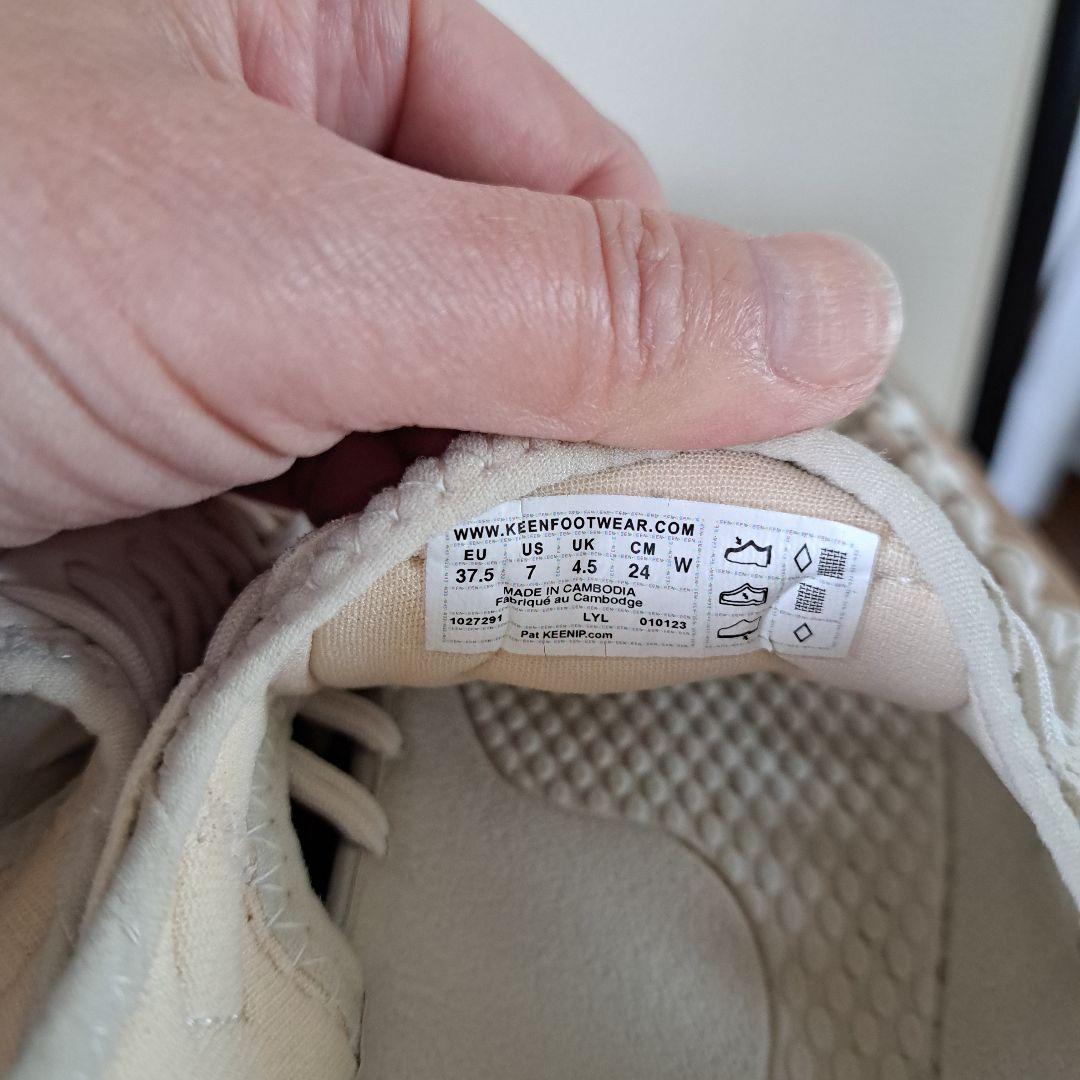 WWW.KEENFOOTWEAR.COM
EU US UK CM W
37.5 7 4.5 24
MADE IN CAMBODIA
Fabriqué au Cambodge
1027291 LYL 010123
Pat KEENIP.com